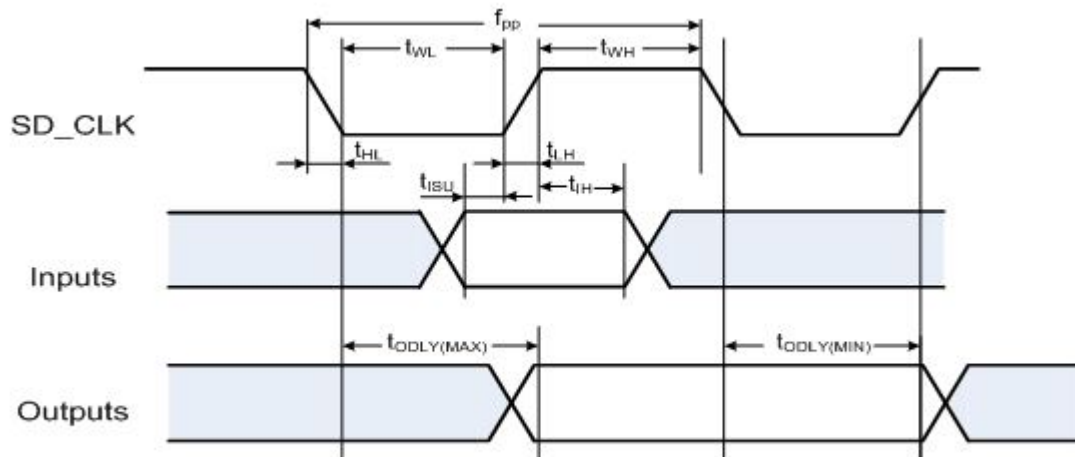 fpp
tWL
tWH
SD_CLK
tHL
tLH
tISU
tIH
Inputs
tODLY(MAX)
tODLY(MIN)
Outputs